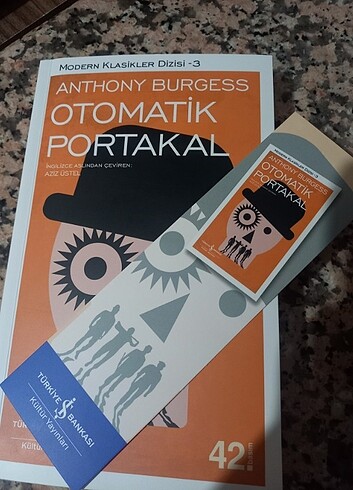 MODERN KLASİKLER DİZİSİ -3
ANTHONY BURGESS
OTOMATİK
PORTAKAL
İNGİLİZCE ASLINDAN ÇEVİREN:
AZİZ ÜSTEL
ANTHONY BURGESS
OTOMATİK
PORTAKAL
TÜRKİYE İŞ BANKASI
Kültür Yayınları
42.
basım